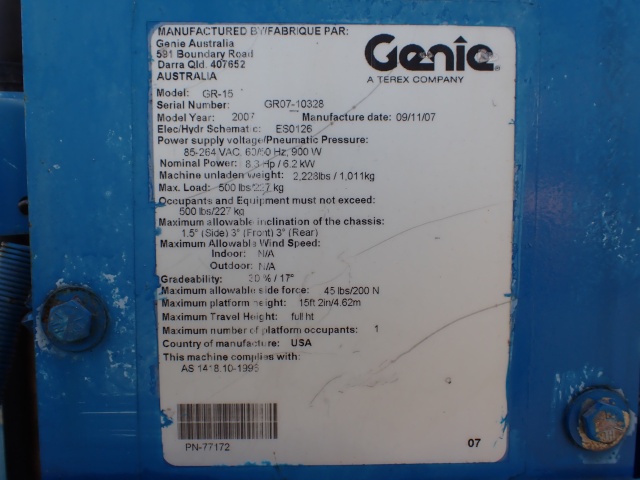 MANUFACTURED BY/FABRIQUE PAR:
Genie Australia
591 Boundary Road
Darra Qld. 407652
AUSTRALIA
Genie
A TEREX COMPANY
Model: GR-15
Serial Number: GR07-10328
Model Year: 2007 Manufacture date: 09/11/07
Elec/Hydr Schematic: ES0126
Power supply voltage/Pneumatic Pressure:
85-264 VAC, 60/50 Hz, 900 W
Nominal Power: 8.3 Hp / 6.2 kW
Machine unladen weight: 2,228lbs / 1,011kg
Max. Load: 500 lbs/227 kg
Occupants and Equipment must not exceed:
500 lbs/227 kg
Maximum allowable inclination of the chassis:
1.5° (Side) 3° (Front) 3° (Rear)
Maximum Allowable Wind Speed:
Indoor: N/A
Outdoor: N/A
Gradeability: 30 % / 17°
Maximum allowable side force: 45 lbs/200 N
Maximum platform height: 15ft 2in/4.62m
Maximum Travel Height: full ht
Maximum number of platform occupants: 1
Country of manufacture: USA
This machine complies with:
AS 1418.10-1996
PN-77172
07